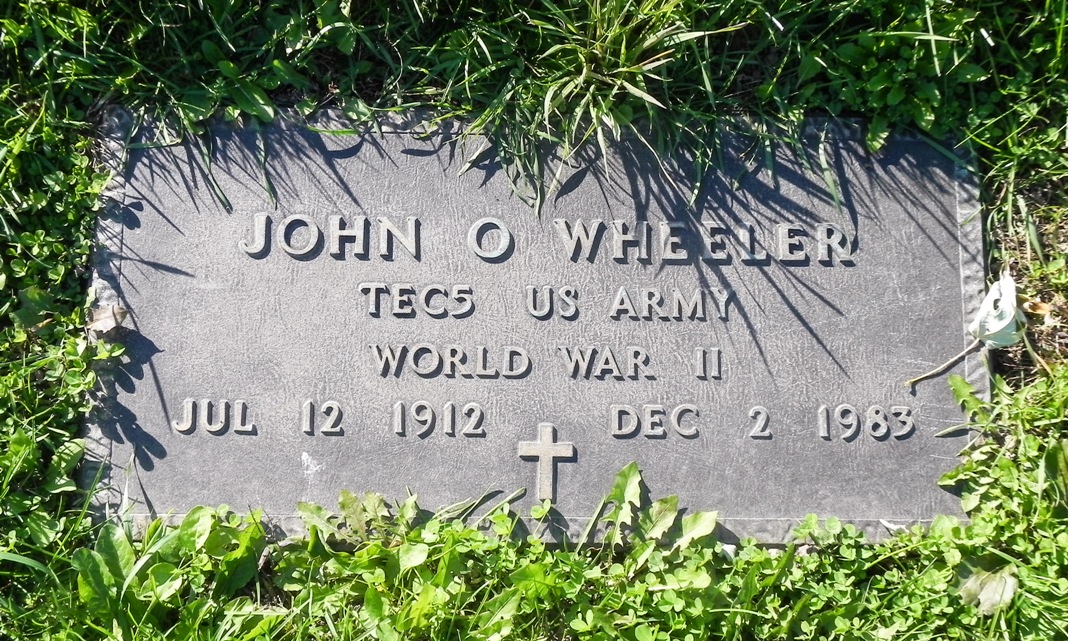 JOHN O WHEELER
TEC5 US ARMY
WORLD WAR II
JUL 12 1912 DEC 2 1983